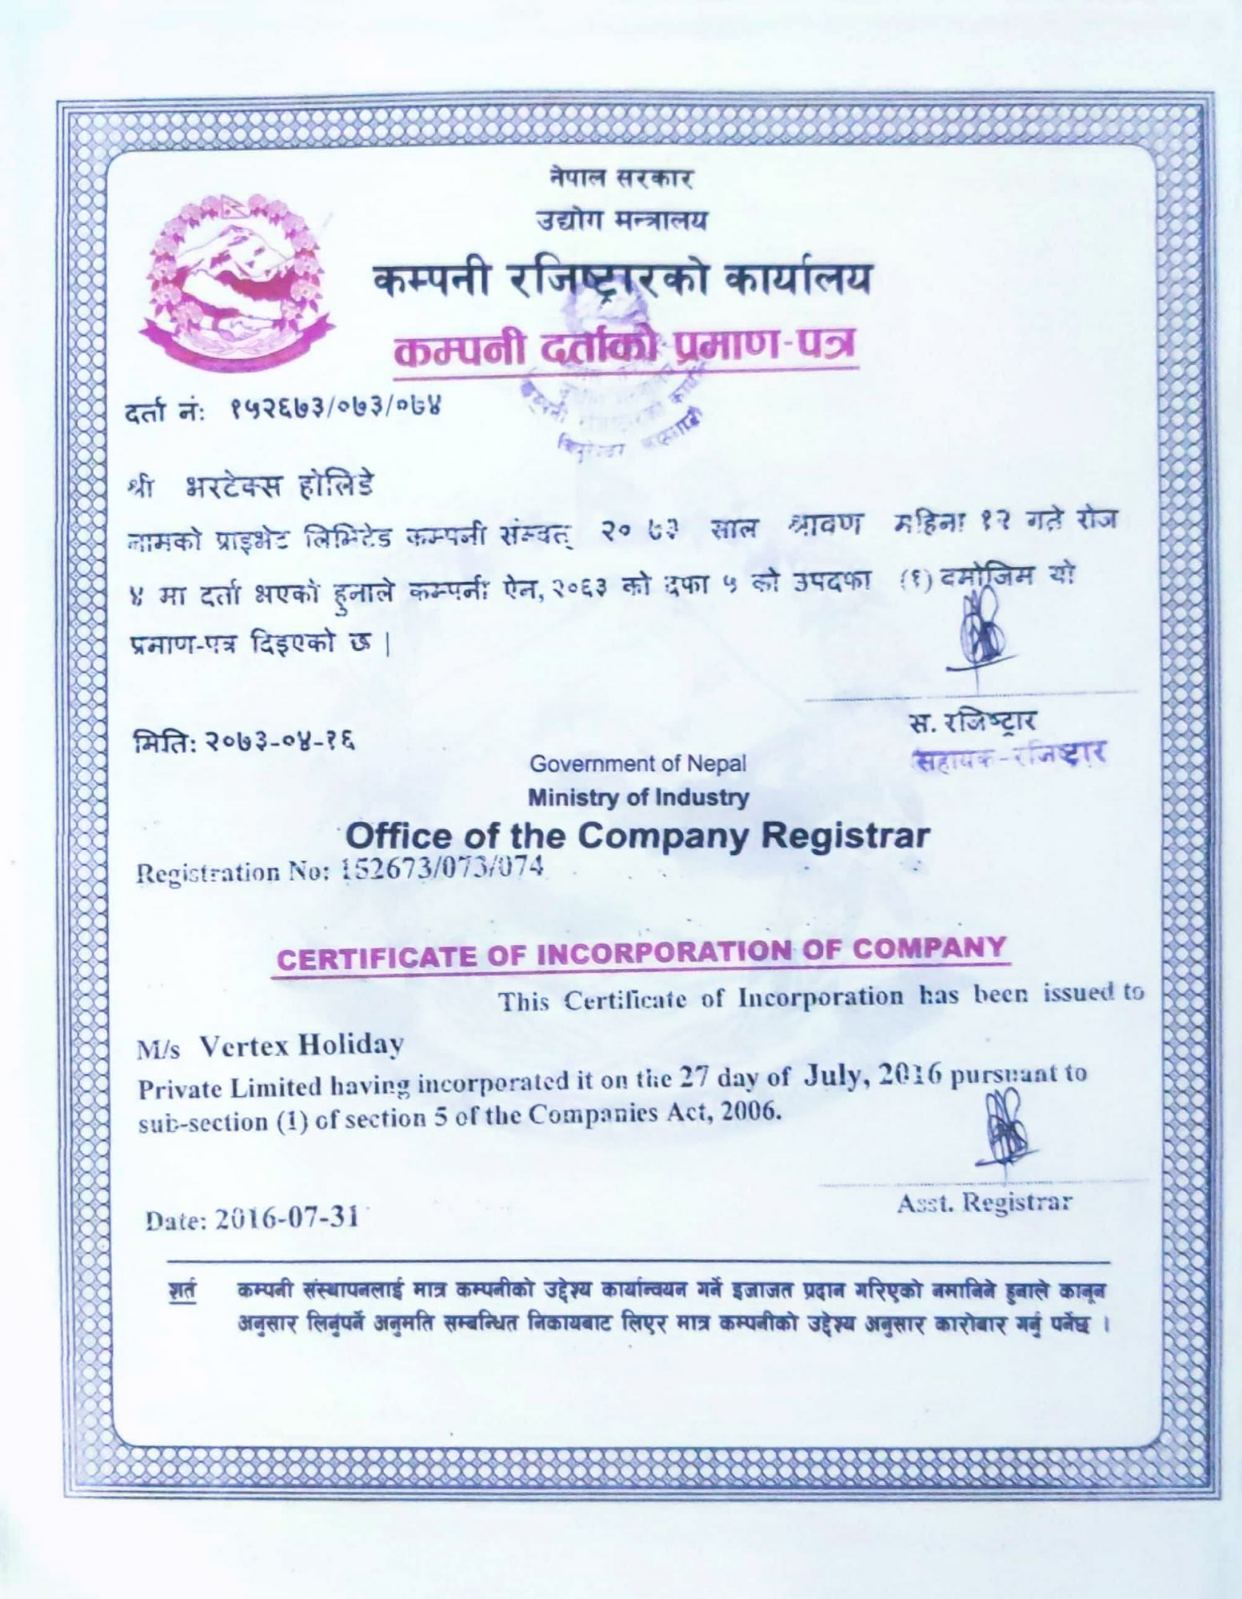 नेपाल सरकार
उद्योग मन्त्रालय
कम्पनी रजिष्ट्रारको कार्यालय
कम्पनी दर्ताको प्रमाण-पत्र
दर्ता नं: १५२६७३/०७३/०७४
श्री भरटेक्स होलिडे
नामको प्राइभेट लिमिटेड कम्पनी संम्वत् २०७३ साल श्रावण महिना १२ गते रोज
४ मा दर्ता भएको हुनाले कम्पनी ऐन, २०६३ को दफा ५ को उपदफा (१) बमोजिम यो
प्रमाण-पत्र दिइएको छ |
स. रजिष्ट्रार
सहायक-रजिष्ट्रार
मिति: २०७३-०४-१६
Government of Nepal
Ministry of Industry
Office of the Company Registrar
Registration No: 152673/073/074
CERTIFICATE OF INCORPORATION OF COMPANY
This Certificate of Incorporation has been issued to
M/s Vertex Holiday
Private Limited having incorporated it on the 27 day of July, 2016 pursuant to
sub-section (1) of section 5 of the Companies Act, 2006.
Asst. Registrar
Date: 2016-07-31
शर्त कम्पनी संस्थापनलाई मात्र कम्पनीको उद्देश्य कार्यान्वयन गर्ने इजाजत प्रदान गरिएको नमानिने हुनाले कानून
अनुसार लिनुपर्ने अनुमति सम्बन्धित निकायबाट लिएर मात्र कम्पनीको उद्देश्य अनुसार कारोबार गर्नु पर्नेछ ।